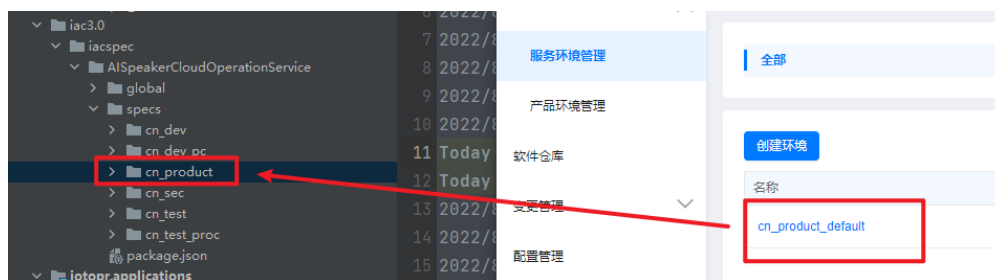 iac3.0
iacspec
AISpeakerCloudOperationService
global
specs
cn_dev
cn_dev_pc
cn_product
cn_sec
cn_test
cn_test_proc
package.json
iotopr.applications
6 2022/8
7 2022/8
8 2022/8
9 2022/8
10 2022/8
11 Today
12 Today
13 2022/8
14 2022/8
15 2022/8
服务环境管理
产品环境管理
软件仓库
变更管理
配置管理
全部
创建环境
名称
cn_product_default